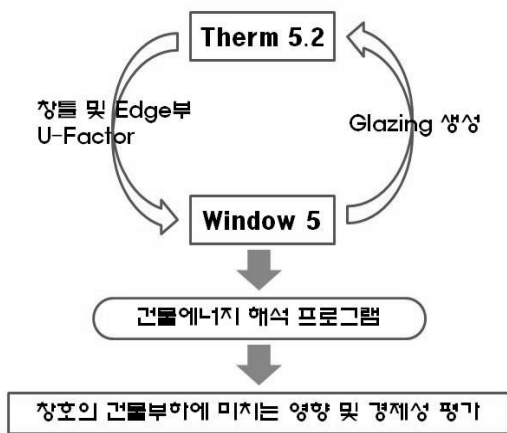 Therm 5.2
창틀 및 Edge부
U-Factor
Glazing 생성
Window 5
건물에너지 해석 프로그램
창호의 건물부하에 미치는 영향 및 경제성 평가